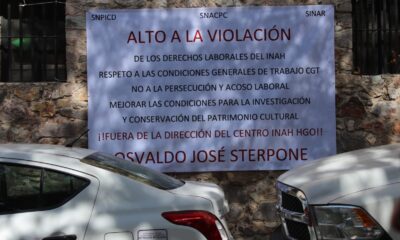 SNPICD SNACPC SINAR
ALTO A LA VIOLACIÓN
DE LOS DERECHOS LABORALES DEL INAH
RESPETO A LAS CONDICIONES GENERALES DE TRABAJO CGT
NO A LA PERSECUCIÓN Y ACOSO LABORAL
MEJORAR LAS CONDICIONES PARA LA INVESTIGACIÓN
Y CONSERVACIÓN DEL PATRIMONIO CULTURAL
¡¡FUERA DE LA DIRECCIÓN DEL CENTRO INAH HGO!!
OSVALDO JOSÉ STERPONE